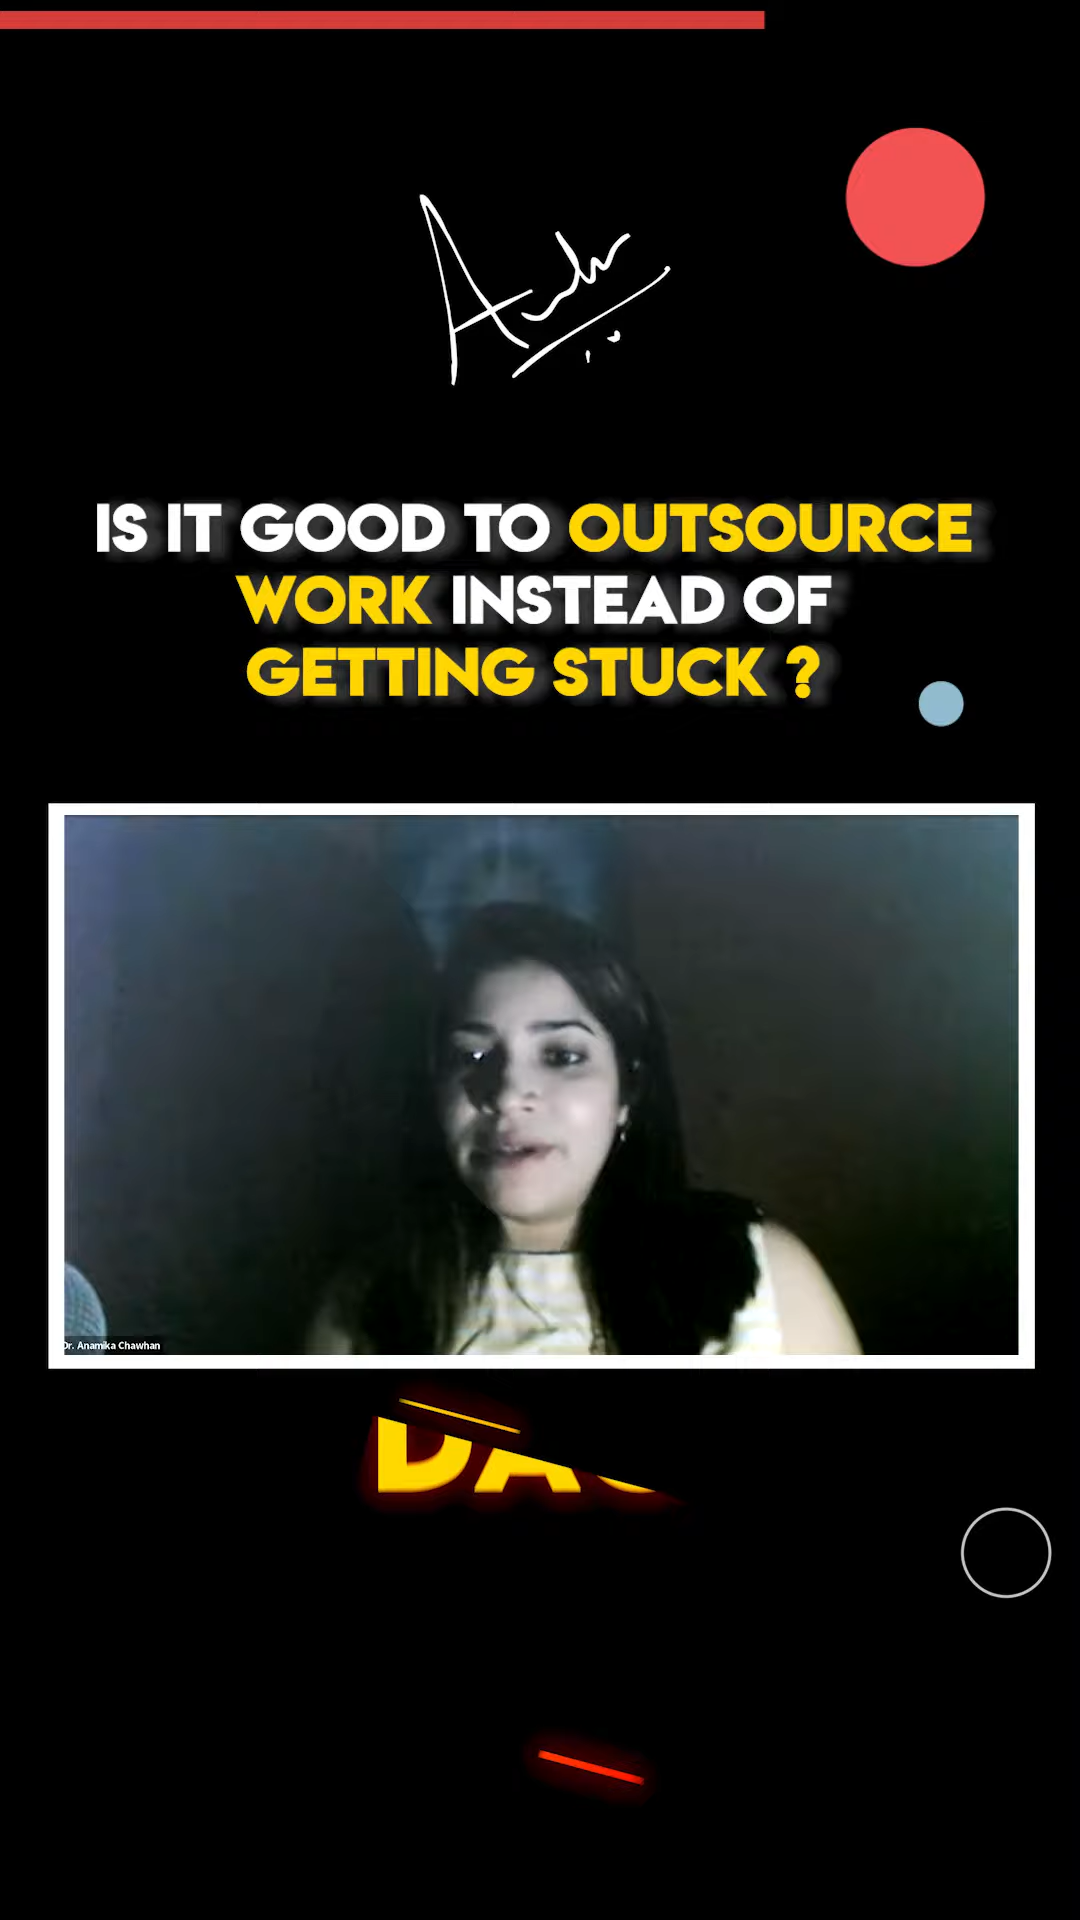 IS IT GOOD TO OUTSOURCE
WORK INSTEAD OF
GETTING STUCK ?
Dr. Anamika Chawhan